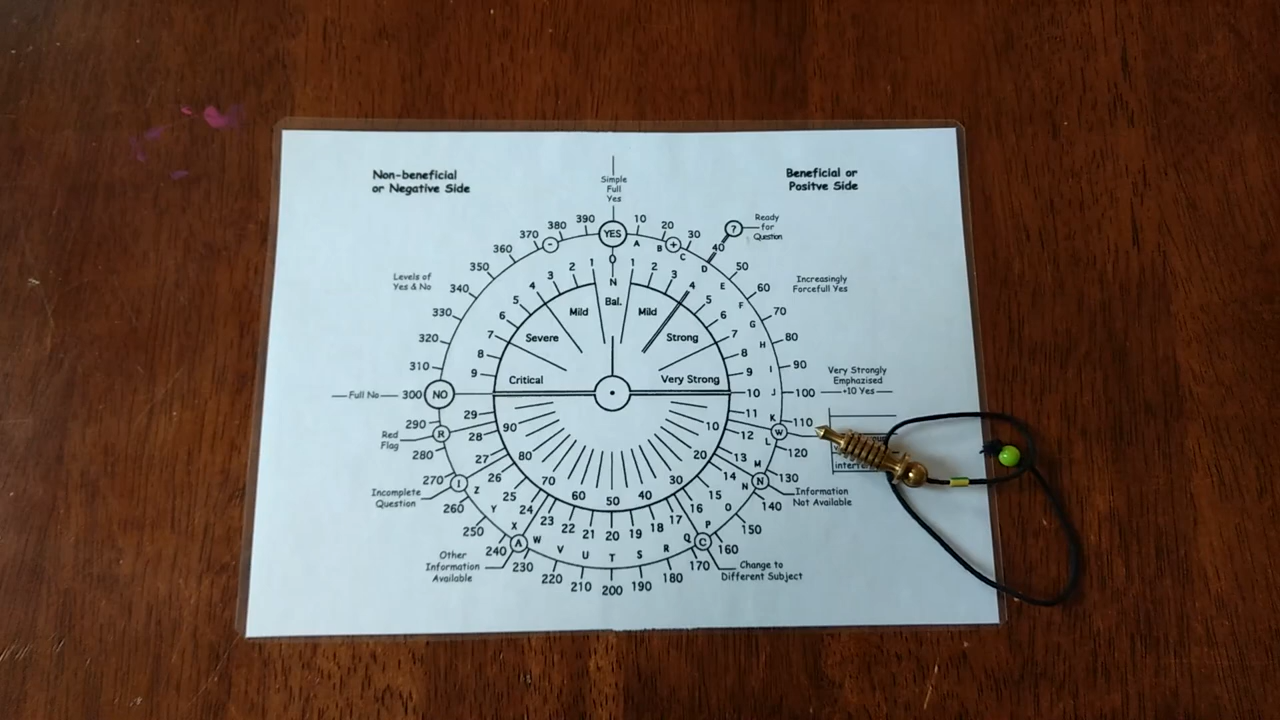 Non-beneficial
or Negative Side
Simple
Full
Yes
Beneficial or
Positve Side
Ready
for
Question
?
YES
0
N
Bal.
10 20 30 40 50 60 70 80 90 100 110 120 130 140 150 160 170 180 190 200 210 220 230 240 250 260 270 280 290 300 310 320 330 340 350 360 370 380 390
- +
A B C D E F G H I J K L M N O P Q R S T U V W X Y Z
Levels of
Yes & No
Increasingly
Forcefull Yes
1 2 3 4 5 6 7 8 9 10 11 12 13 14 15 16 17 18 19 20 21 22 23 24 25 26 27 28 29
9 8 7 6 5 4 3 2 1
Mild
Mild
Severe
Strong
Critical
Very Strong
Full No
NO
Very Strongly
Emphazised
+10 Yes
10 20 30 40 50 60 70 80 90
Red
Flag
R
W
Incomplete
Question
I
N
Information
Not Available
Other
Information
Available
A
C
Change to
Different Subject